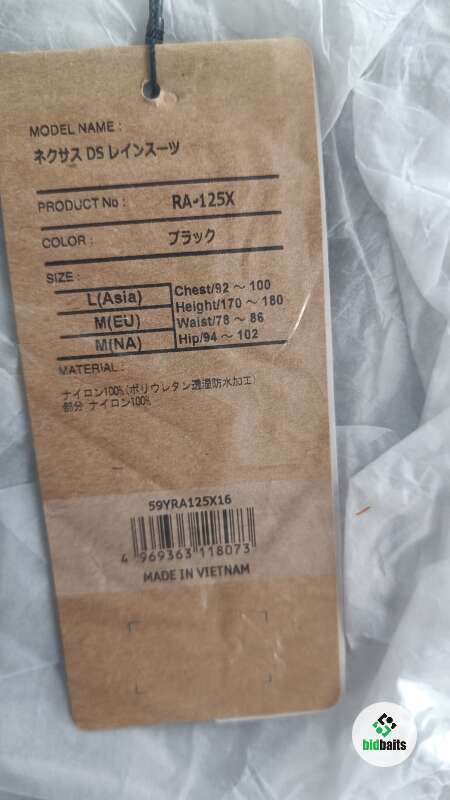 MODEL NAME :
ネクサス DS レインスーツ
PRODUCT No : RA-125X
COLOR : ブラック
SIZE :
L(Asia) Chest/92 ～ 100
Height/170 ～ 180
M(EU) Waist/78 ～ 86
M(NA) Hip/94 ～ 102
MATERIAL :
ナイロン100%(ポリウレタン透湿防水加工)
部分 ナイロン100%
59YRA125X16
4 969363 118073
MADE IN VIETNAM
bidbaits